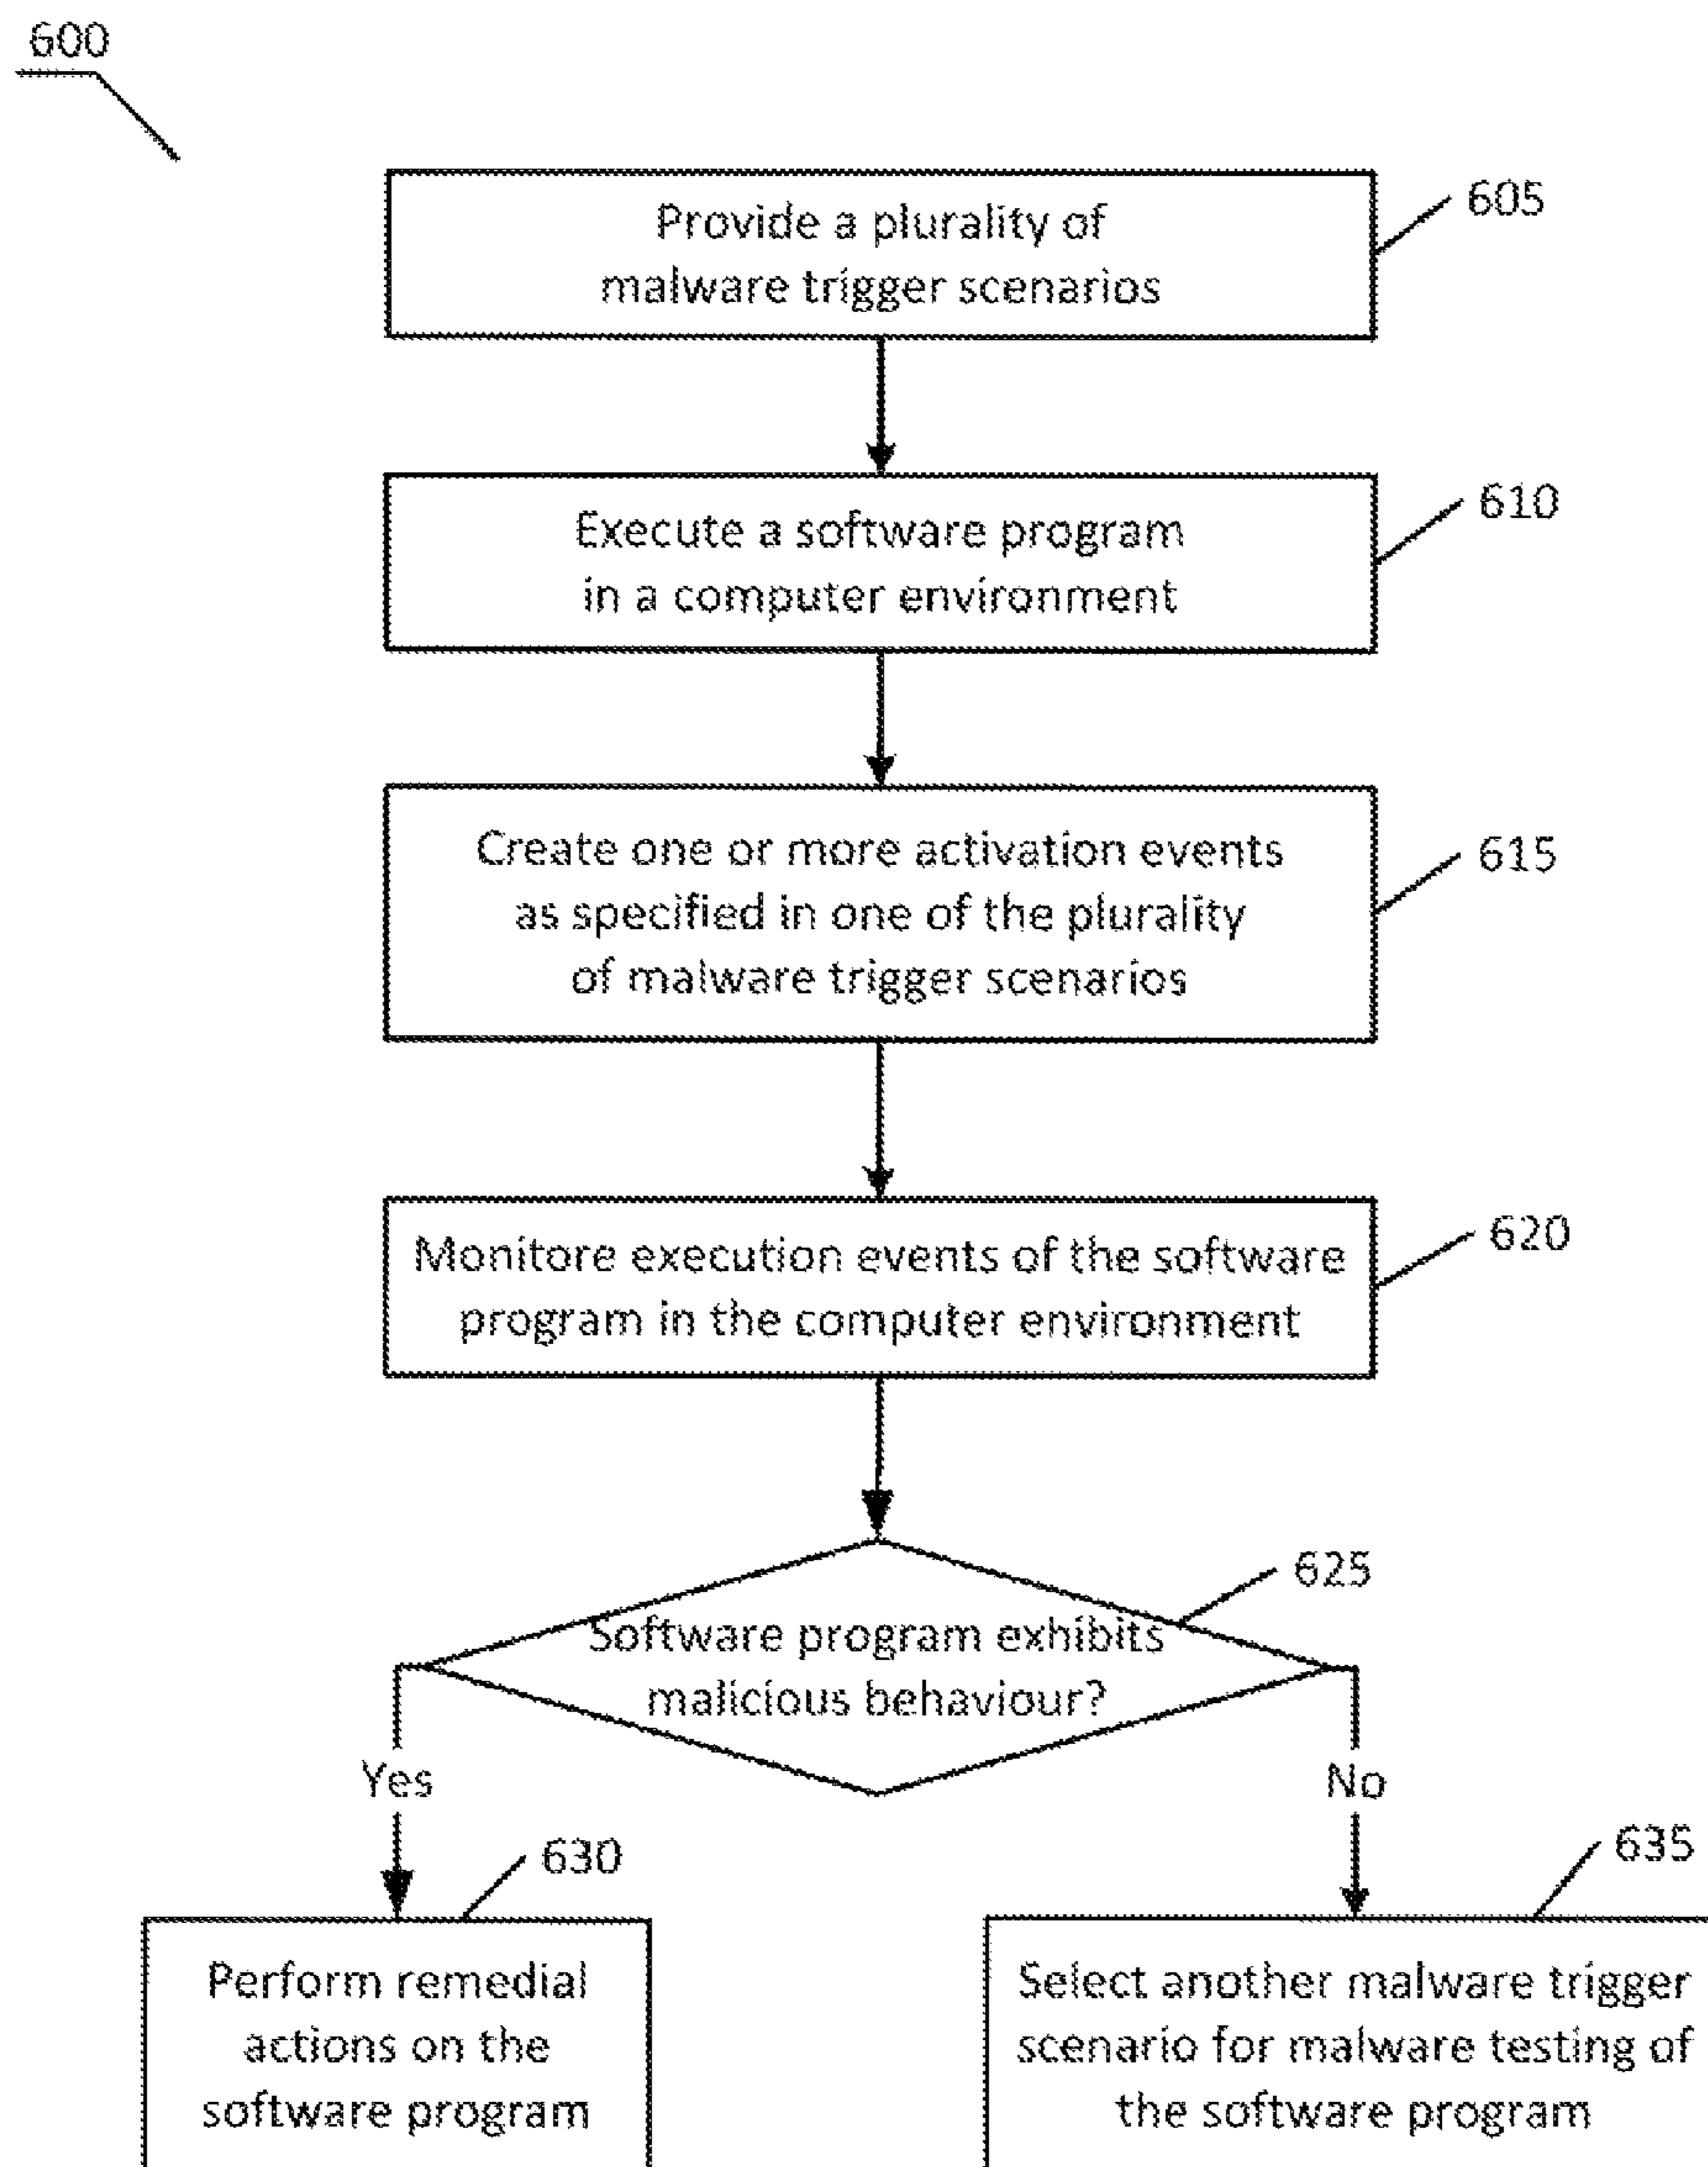 600
Provide a plurality of
malware trigger scenarios
605
Execute a software program
in a computer environment
610
Create one or more activation events
as specified in one of the plurality
of malware trigger scenarios
615
Monitore execution events of the software
program in the computer environment
620
Software program exhibits
malicious behaviour?
625
Yes
No
630
635
Perform remedial
actions on the
software program
Select another malware trigger
scenario for malware testing of
the software program